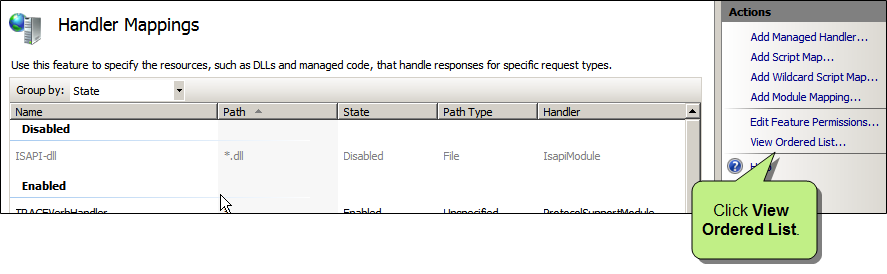 Handler Mappings
Use this feature to specify the resources, such as DLLs and managed code, that handle responses for specific request types.
Group by: State
Name Path State Path Type Handler
Disabled
ISAPI-dll *.dll Disabled File IsapiModule
Enabled
TRACEVerbHandler Enabled Unspecified ProtocolSupportModule
Actions
Add Managed Handler...
Add Script Map...
Add Wildcard Script Map...
Add Module Mapping...
Edit Feature Permissions...
View Ordered List...
Click View
Ordered List.